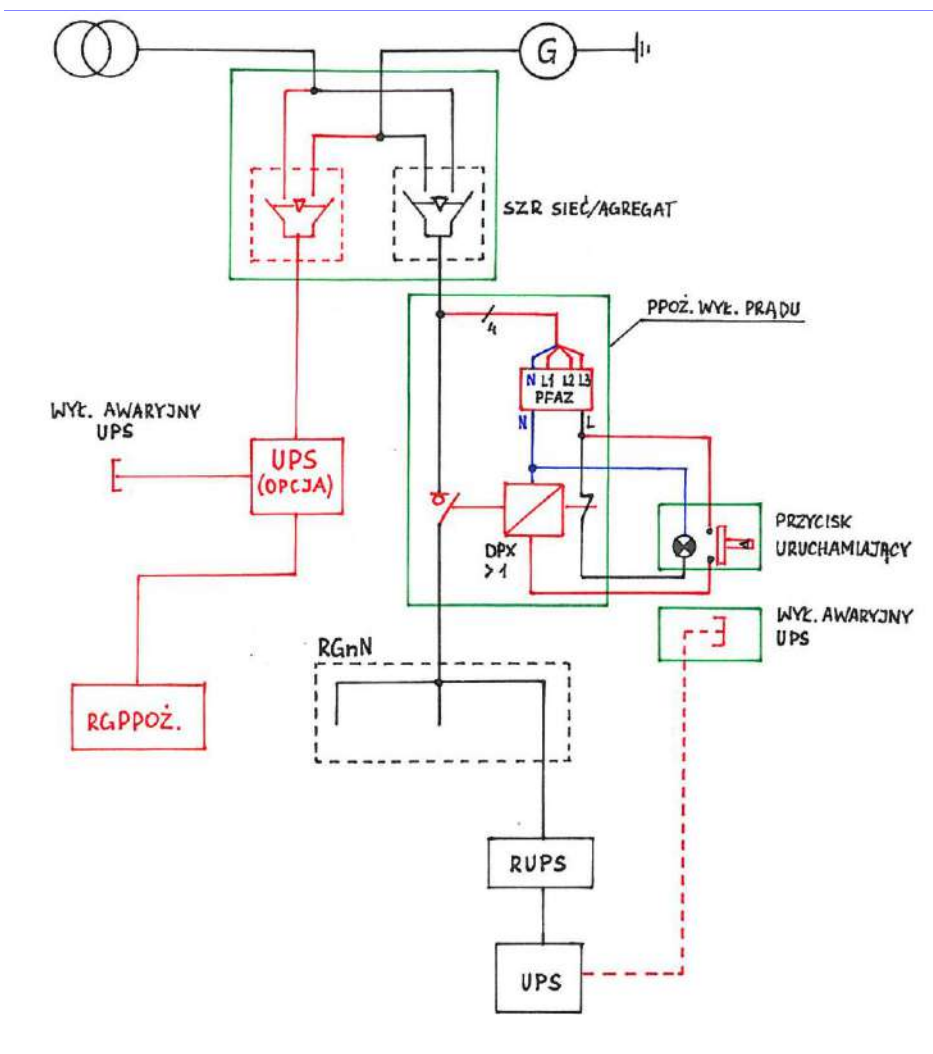 G
SZR SIEĆ/AGREGAT
PPOŻ. WYŁ. PRĄDU
4
N L1 L2 L3
PFAZ
N L
WYŁ. AWARYJNY
UPS
UPS
(OPCJA)
PRZYCISK
URUCHAMIAJĄCY
DPX
>1
WYŁ. AWARYJNY
UPS
RGnN
RGPPOŻ.
RUPS
UPS